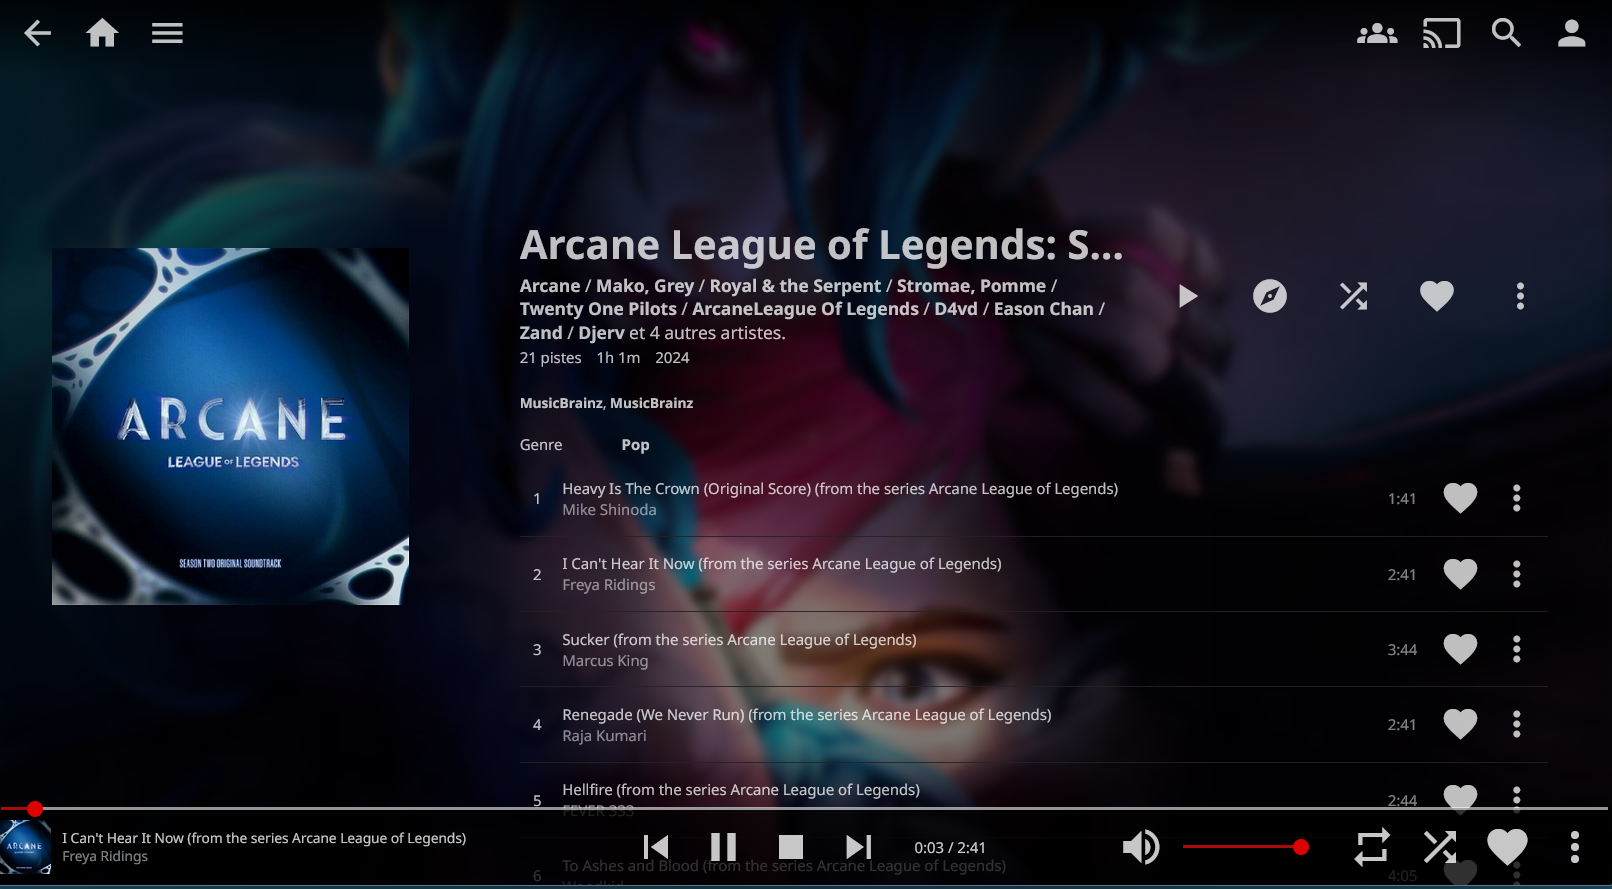 Arcane League of Legends: S...
Arcane / Mako, Grey / Royal & the Serpent / Stromae, Pomme /
Twenty One Pilots / ArcaneLeague Of Legends / D4vd / Eason Chan /
Zand / Djerv et 4 autres artistes.
21 pistes 1h 1m 2024
MusicBrainz, MusicBrainz
Genre Pop
ARCANE
LEAGUE OF LEGENDS
SEASON TWO ORIGINAL SOUNDTRACK
1 Heavy Is The Crown (Original Score) (from the series Arcane League of Legends) 1:41
Mike Shinoda
2 I Can't Hear It Now (from the series Arcane League of Legends) 2:41
Freya Ridings
3 Sucker (from the series Arcane League of Legends) 3:44
Marcus King
4 Renegade (We Never Run) (from the series Arcane League of Legends) 2:41
Raja Kumari
5 Hellfire (from the series Arcane League of Legends) 2:44
FEVER 333
6 To Ashes and Blood (from the series Arcane League of Legends) 4:05
Woodkid
ARCANE
I Can't Hear It Now (from the series Arcane League of Legends)
Freya Ridings
0:03 / 2:41